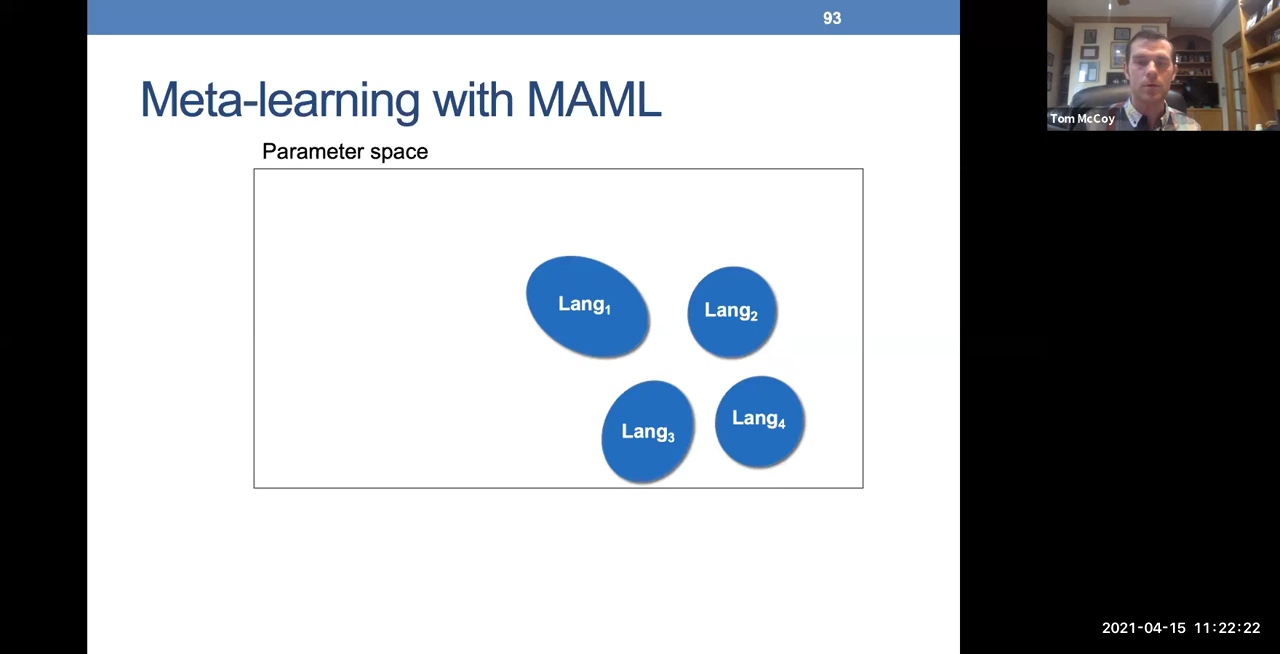 93
Meta-learning with MAML
Parameter space
Lang₁
Lang₂
Lang₃
Lang₄
Tom McCoy
2021-04-15 11:22:22